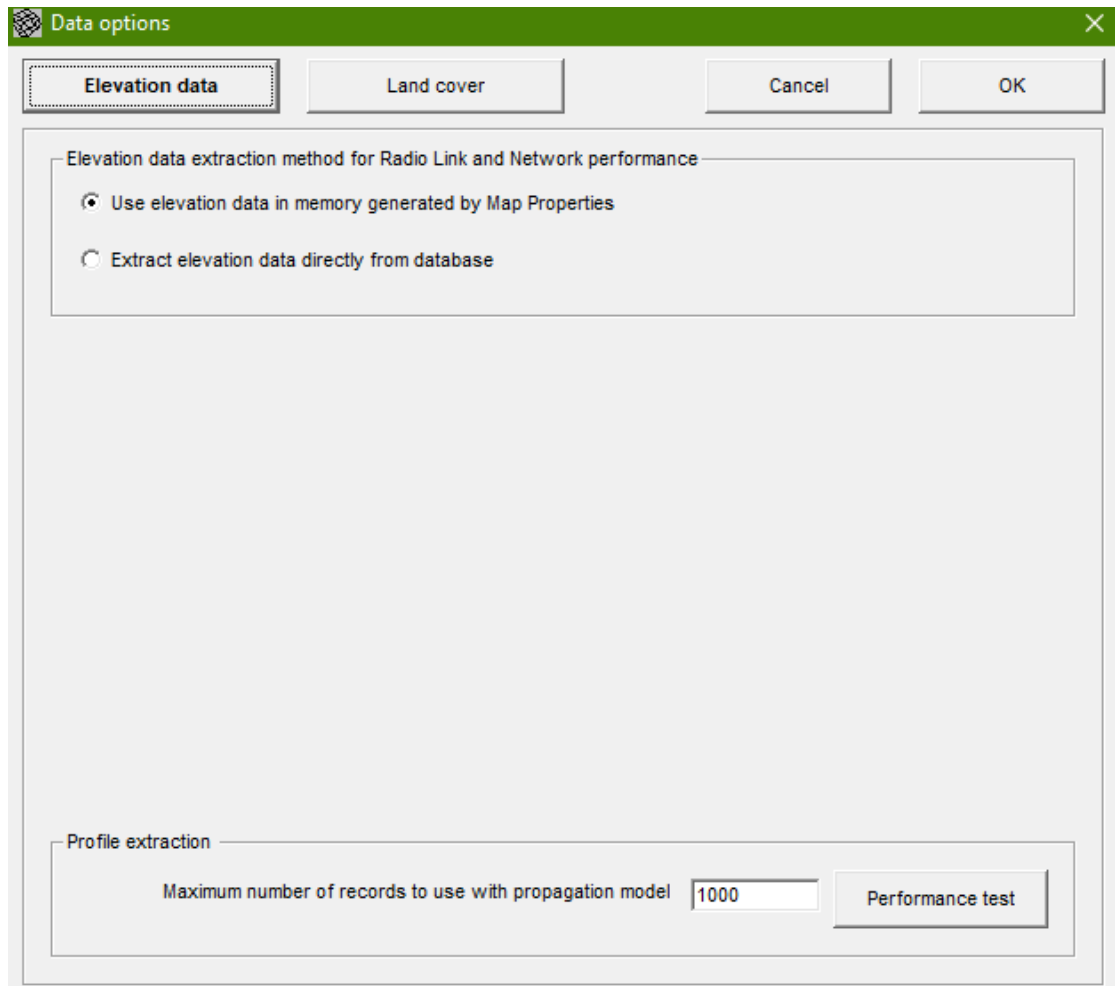 Data options
Elevation data
Land cover
Cancel
OK
Elevation data extraction method for Radio Link and Network performance
Use elevation data in memory generated by Map Properties
Extract elevation data directly from database
Profile extraction
Maximum number of records to use with propagation model
1000
Performance test